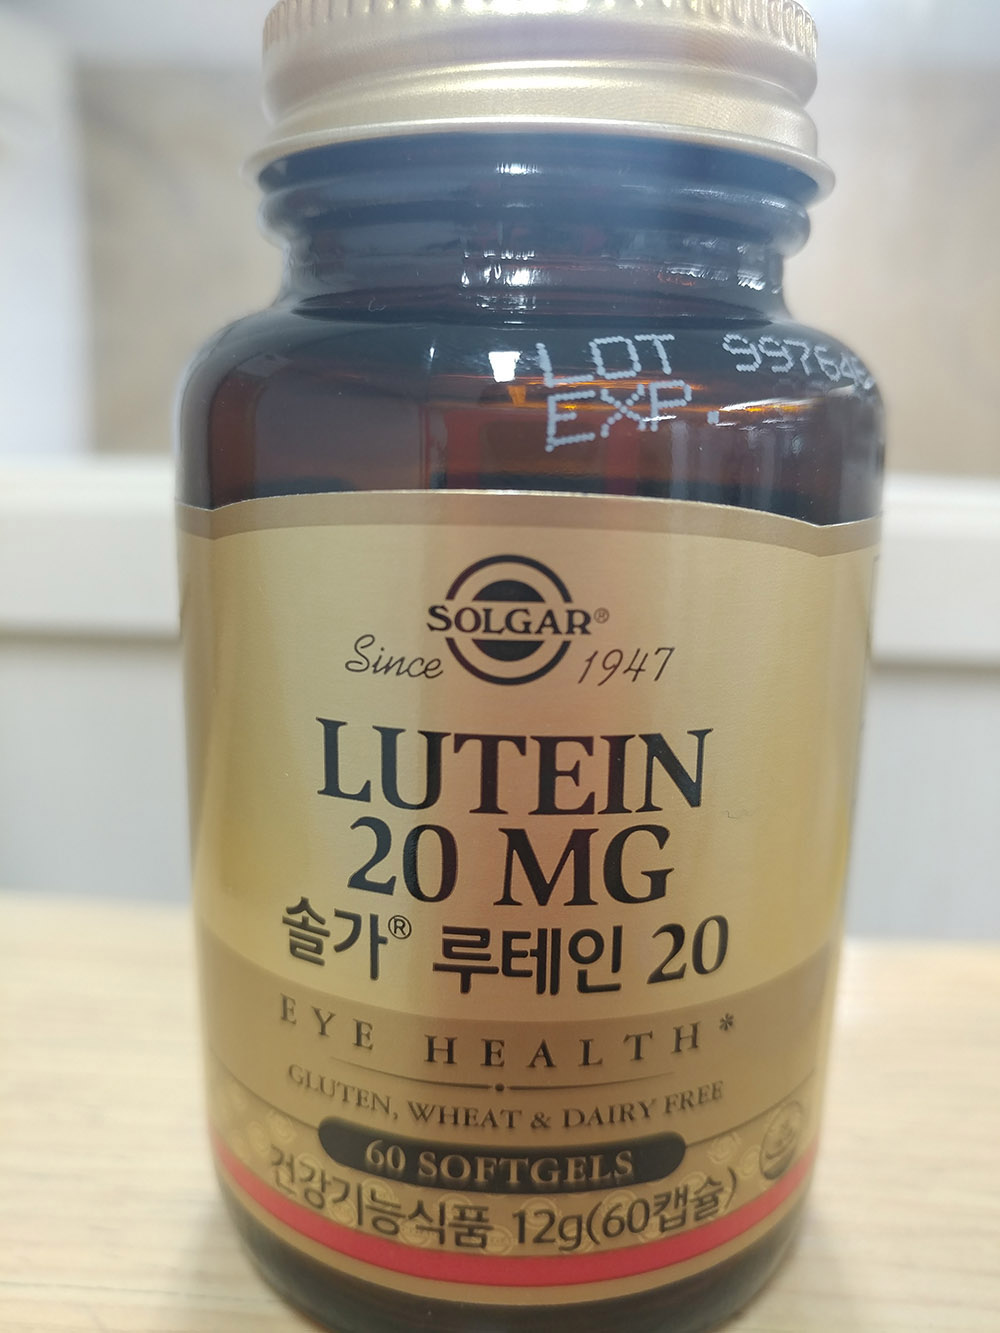 LOT
EXP.
SOLGAR®
Since 1947
LUTEIN
20 MG
솔가® 루테인 20
EYE HEALTH*
GLUTEN, WHEAT & DAIRY FREE
60 SOFTGELS
건강기능식품 12g(60캡슐)